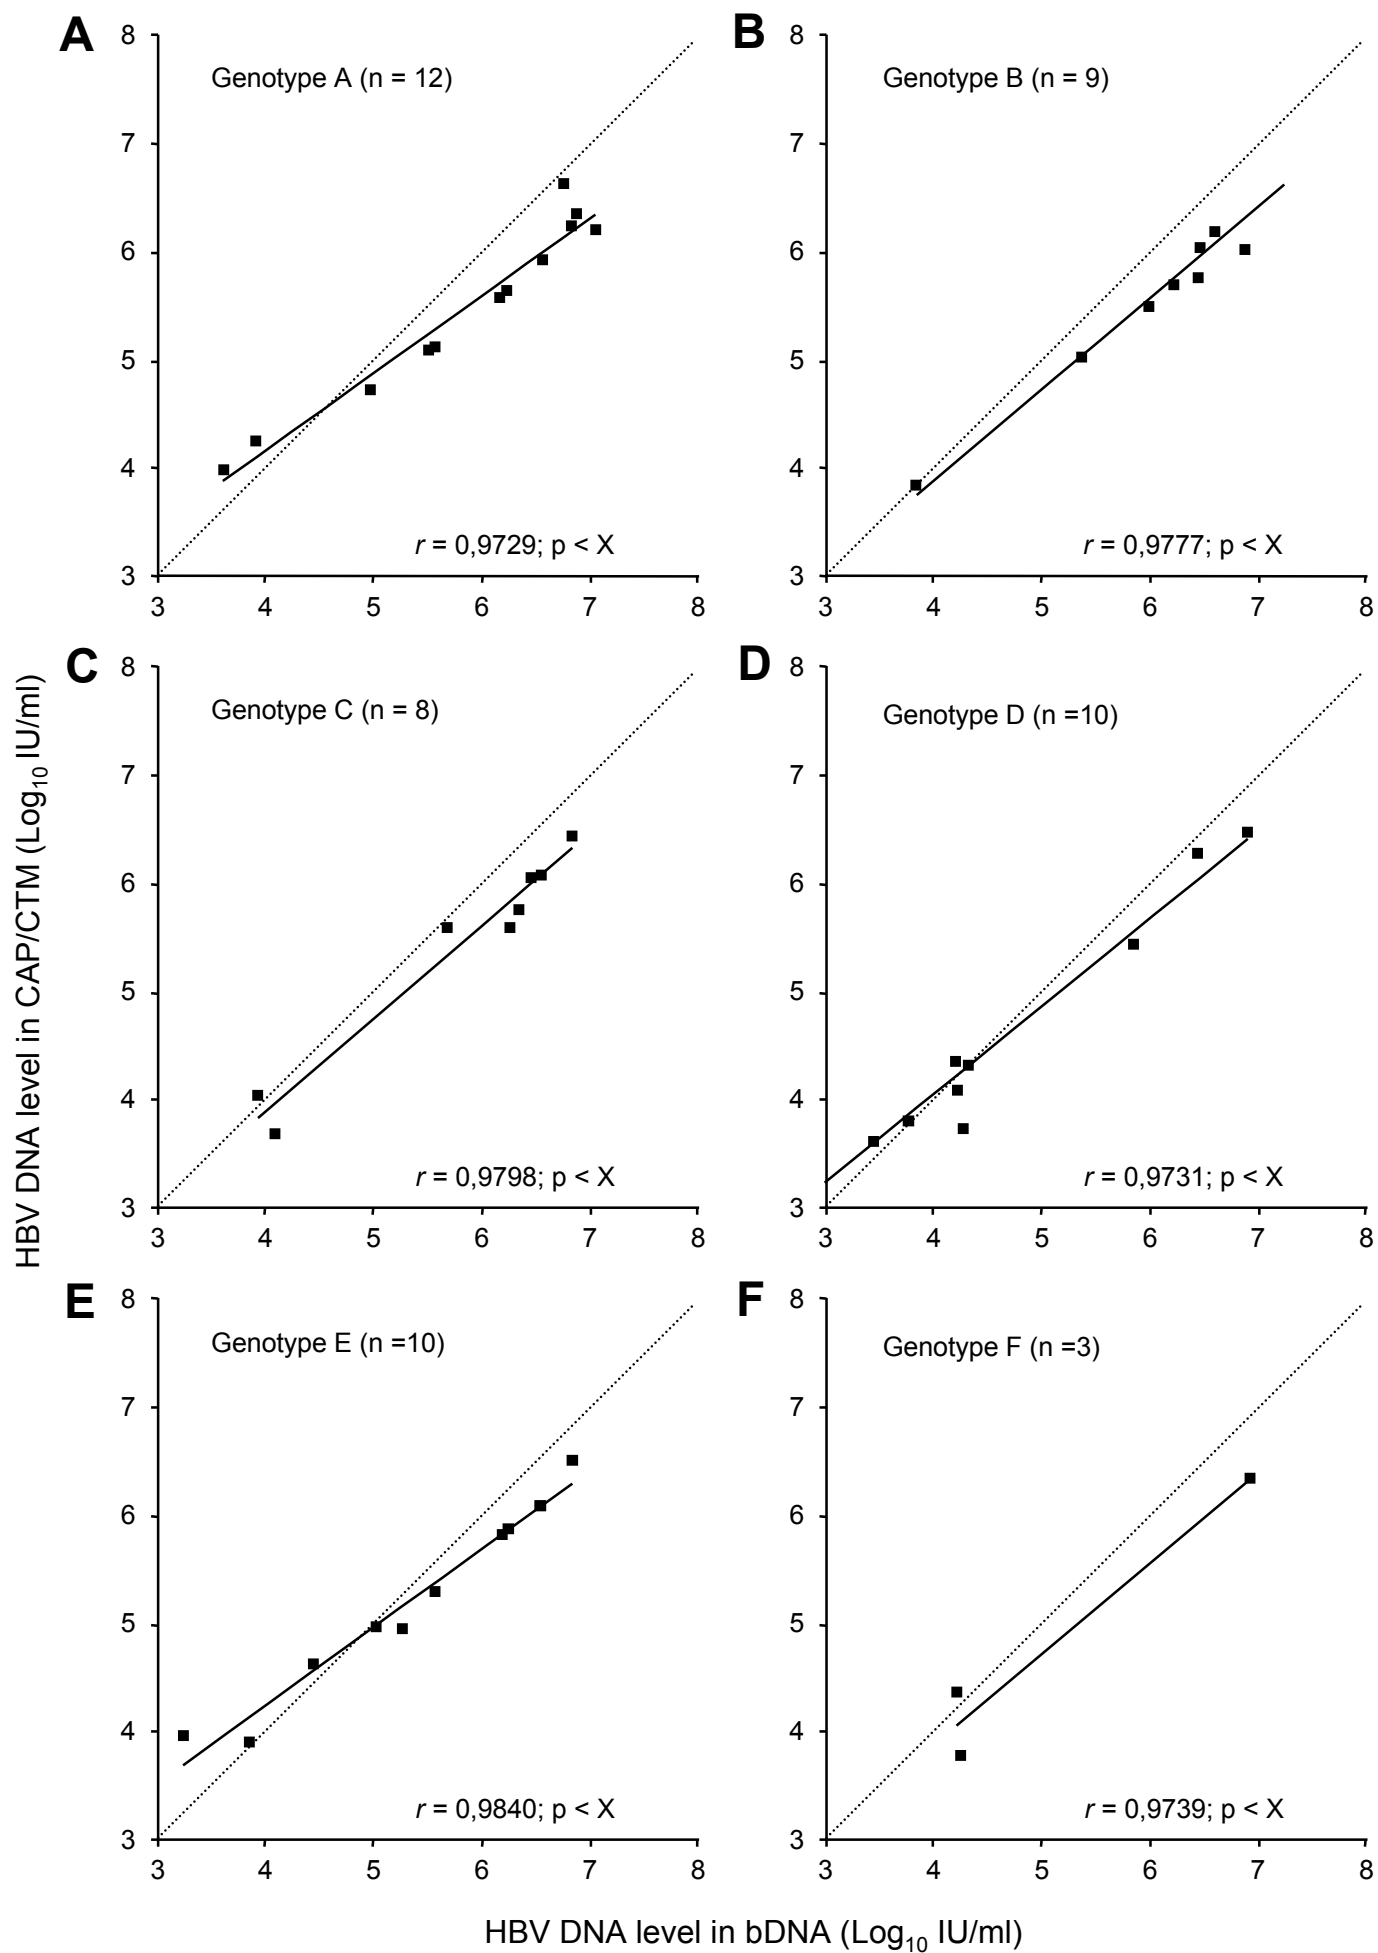 A
Genotype A (n = 12)
8
7
6
5
4
3
r = 0,9729; p < X
3 4 5 6 7 8
B
Genotype B (n = 9)
8
7
6
5
4
3
r = 0,9777; p < X
3 4 5 6 7 8
C
Genotype C (n = 8)
8
7
6
5
4
3
r = 0,9798; p < X
3 4 5 6 7 8
D
Genotype D (n =10)
8
7
6
5
4
3
r = 0,9731; p < X
3 4 5 6 7 8
E
Genotype E (n =10)
8
7
6
5
4
3
r = 0,9840; p < X
3 4 5 6 7 8
F
Genotype F (n =3)
8
7
6
5
4
3
r = 0,9739; p < X
3 4 5 6 7 8
HBV DNA level in CAP/CTM (Log10 IU/ml)
HBV DNA level in bDNA (Log10 IU/ml)